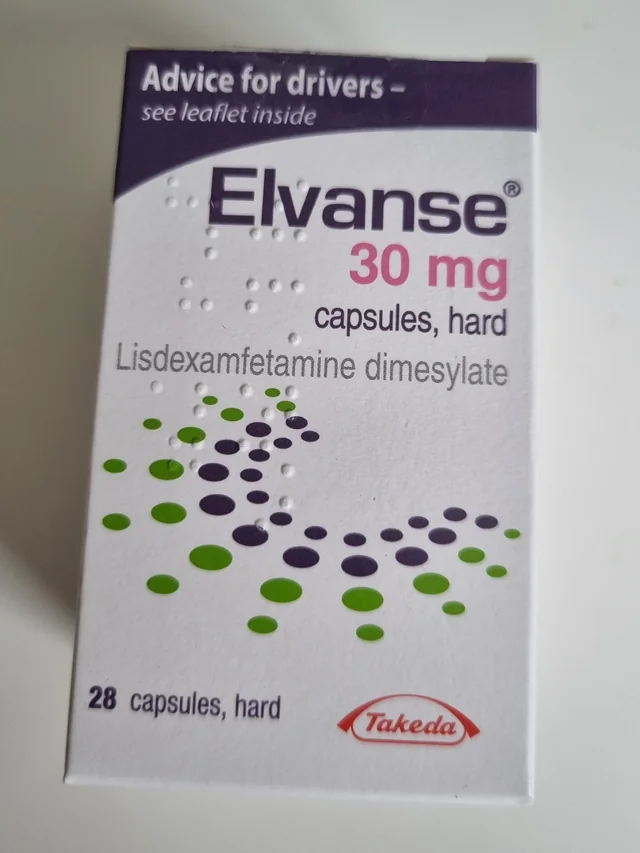 Advice for drivers –
see leaflet inside
Elvanse®
30 mg
capsules, hard
Lisdexamfetamine dimesylate
28 capsules, hard
Takeda